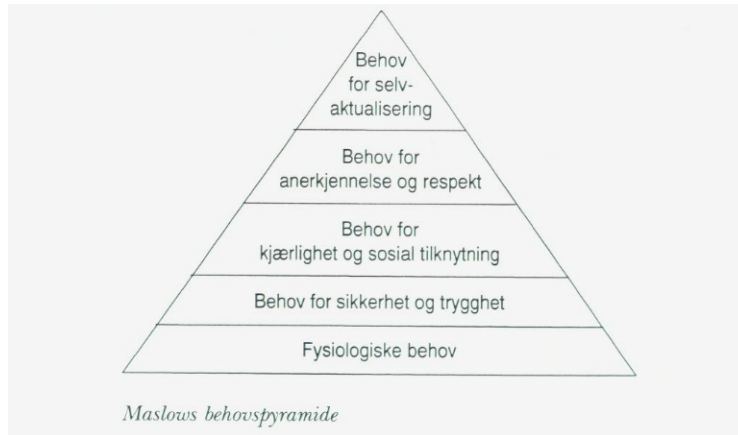 Behov
for selv-
aktualisering
Behov for
anerkjennelse og respekt
Behov for
kjærlighet og sosial tilknytning
Behov for sikkerhet og trygghet
Fysiologiske behov
Maslows behovspyramide